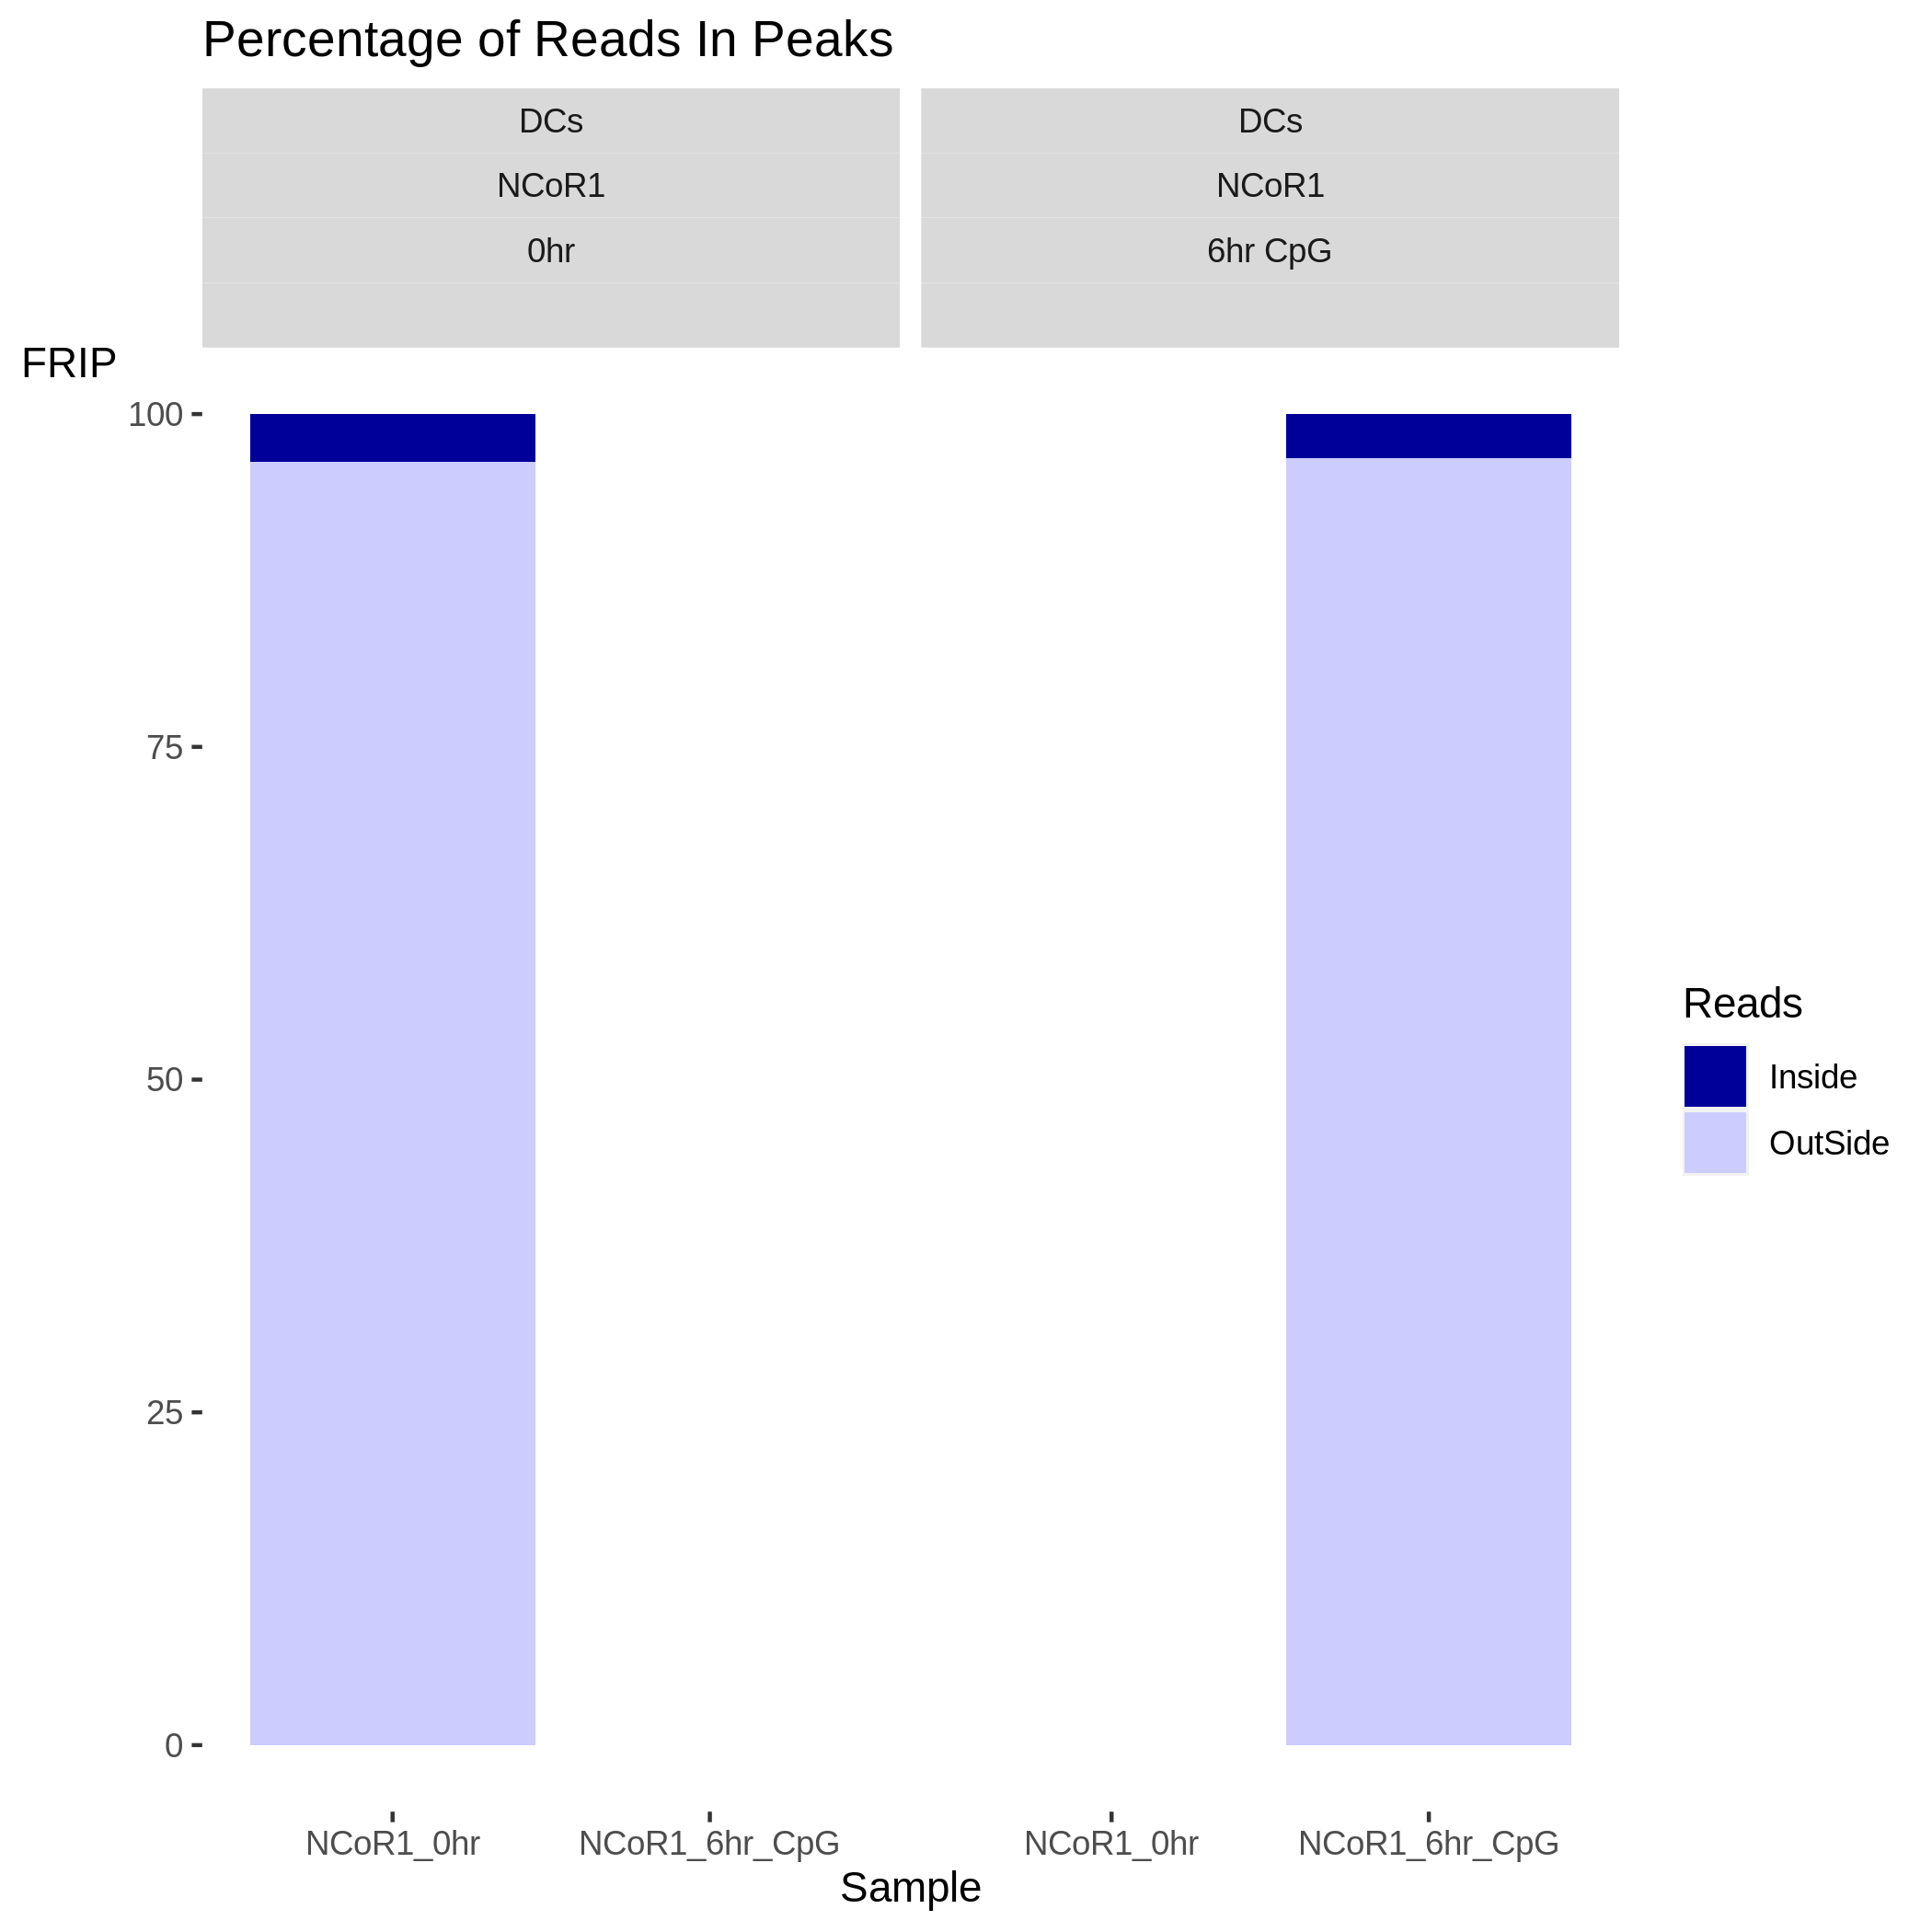 Percentage of Reads In Peaks
DCs
NCoR1
0hr
DCs
NCoR1
6hr CpG
FRIP
100
75
50
25
0
NCoR1_0hr
NCoR1_6hr_CpG
NCoR1_0hr
NCoR1_6hr_CpG
Sample
Reads
Inside
OutSide